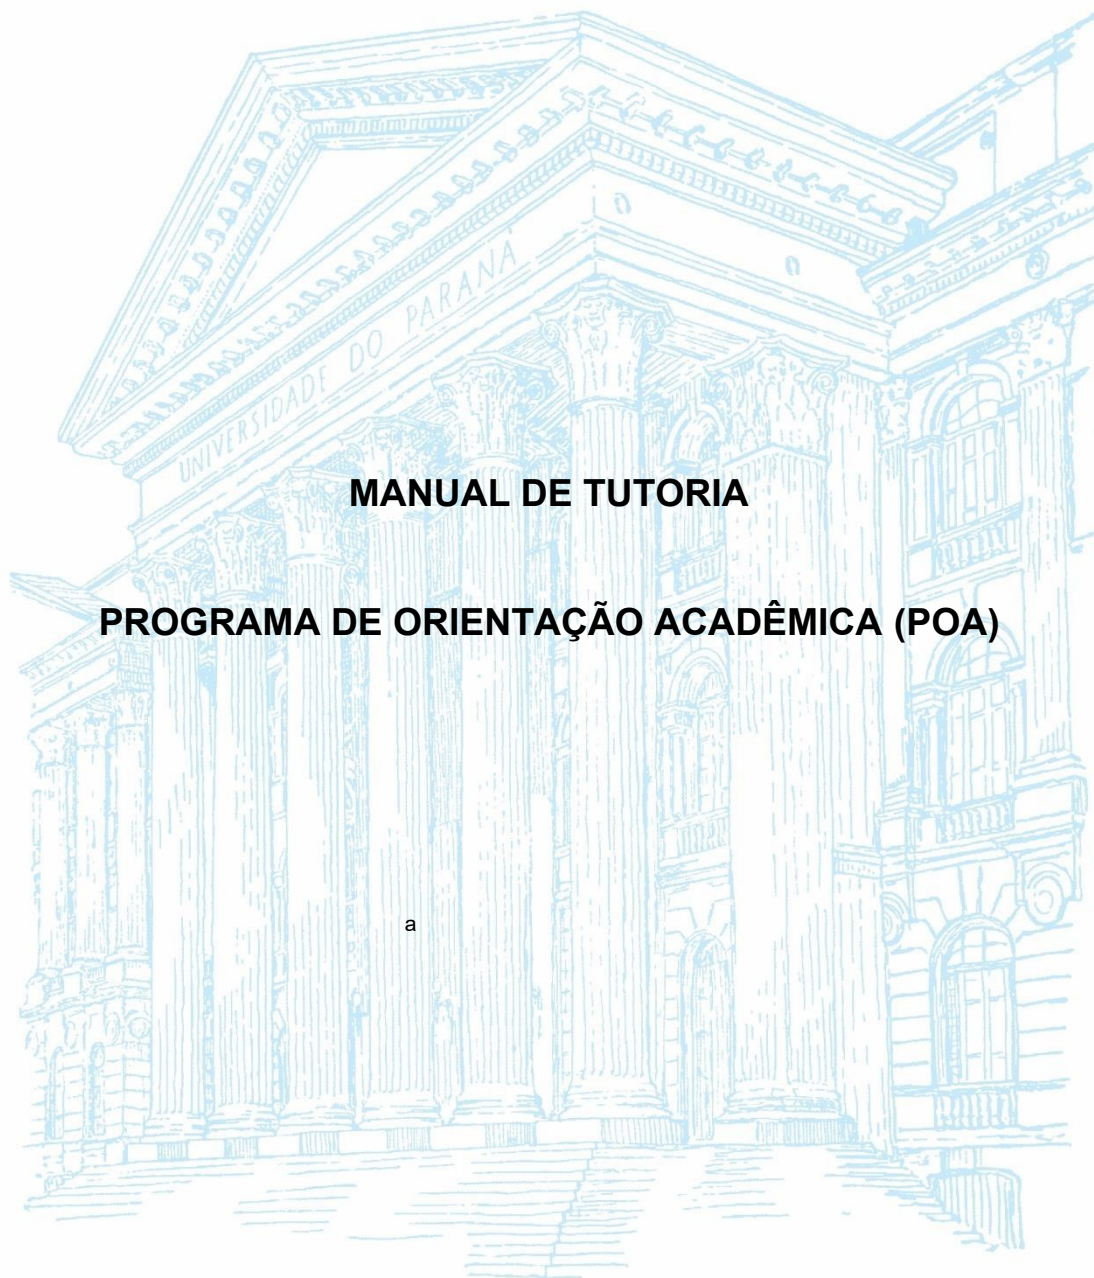 UNIVERSIDADE DO PARANÁ
MANUAL DE TUTORIA
PROGRAMA DE ORIENTAÇÃO ACADÊMICA (POA)
a